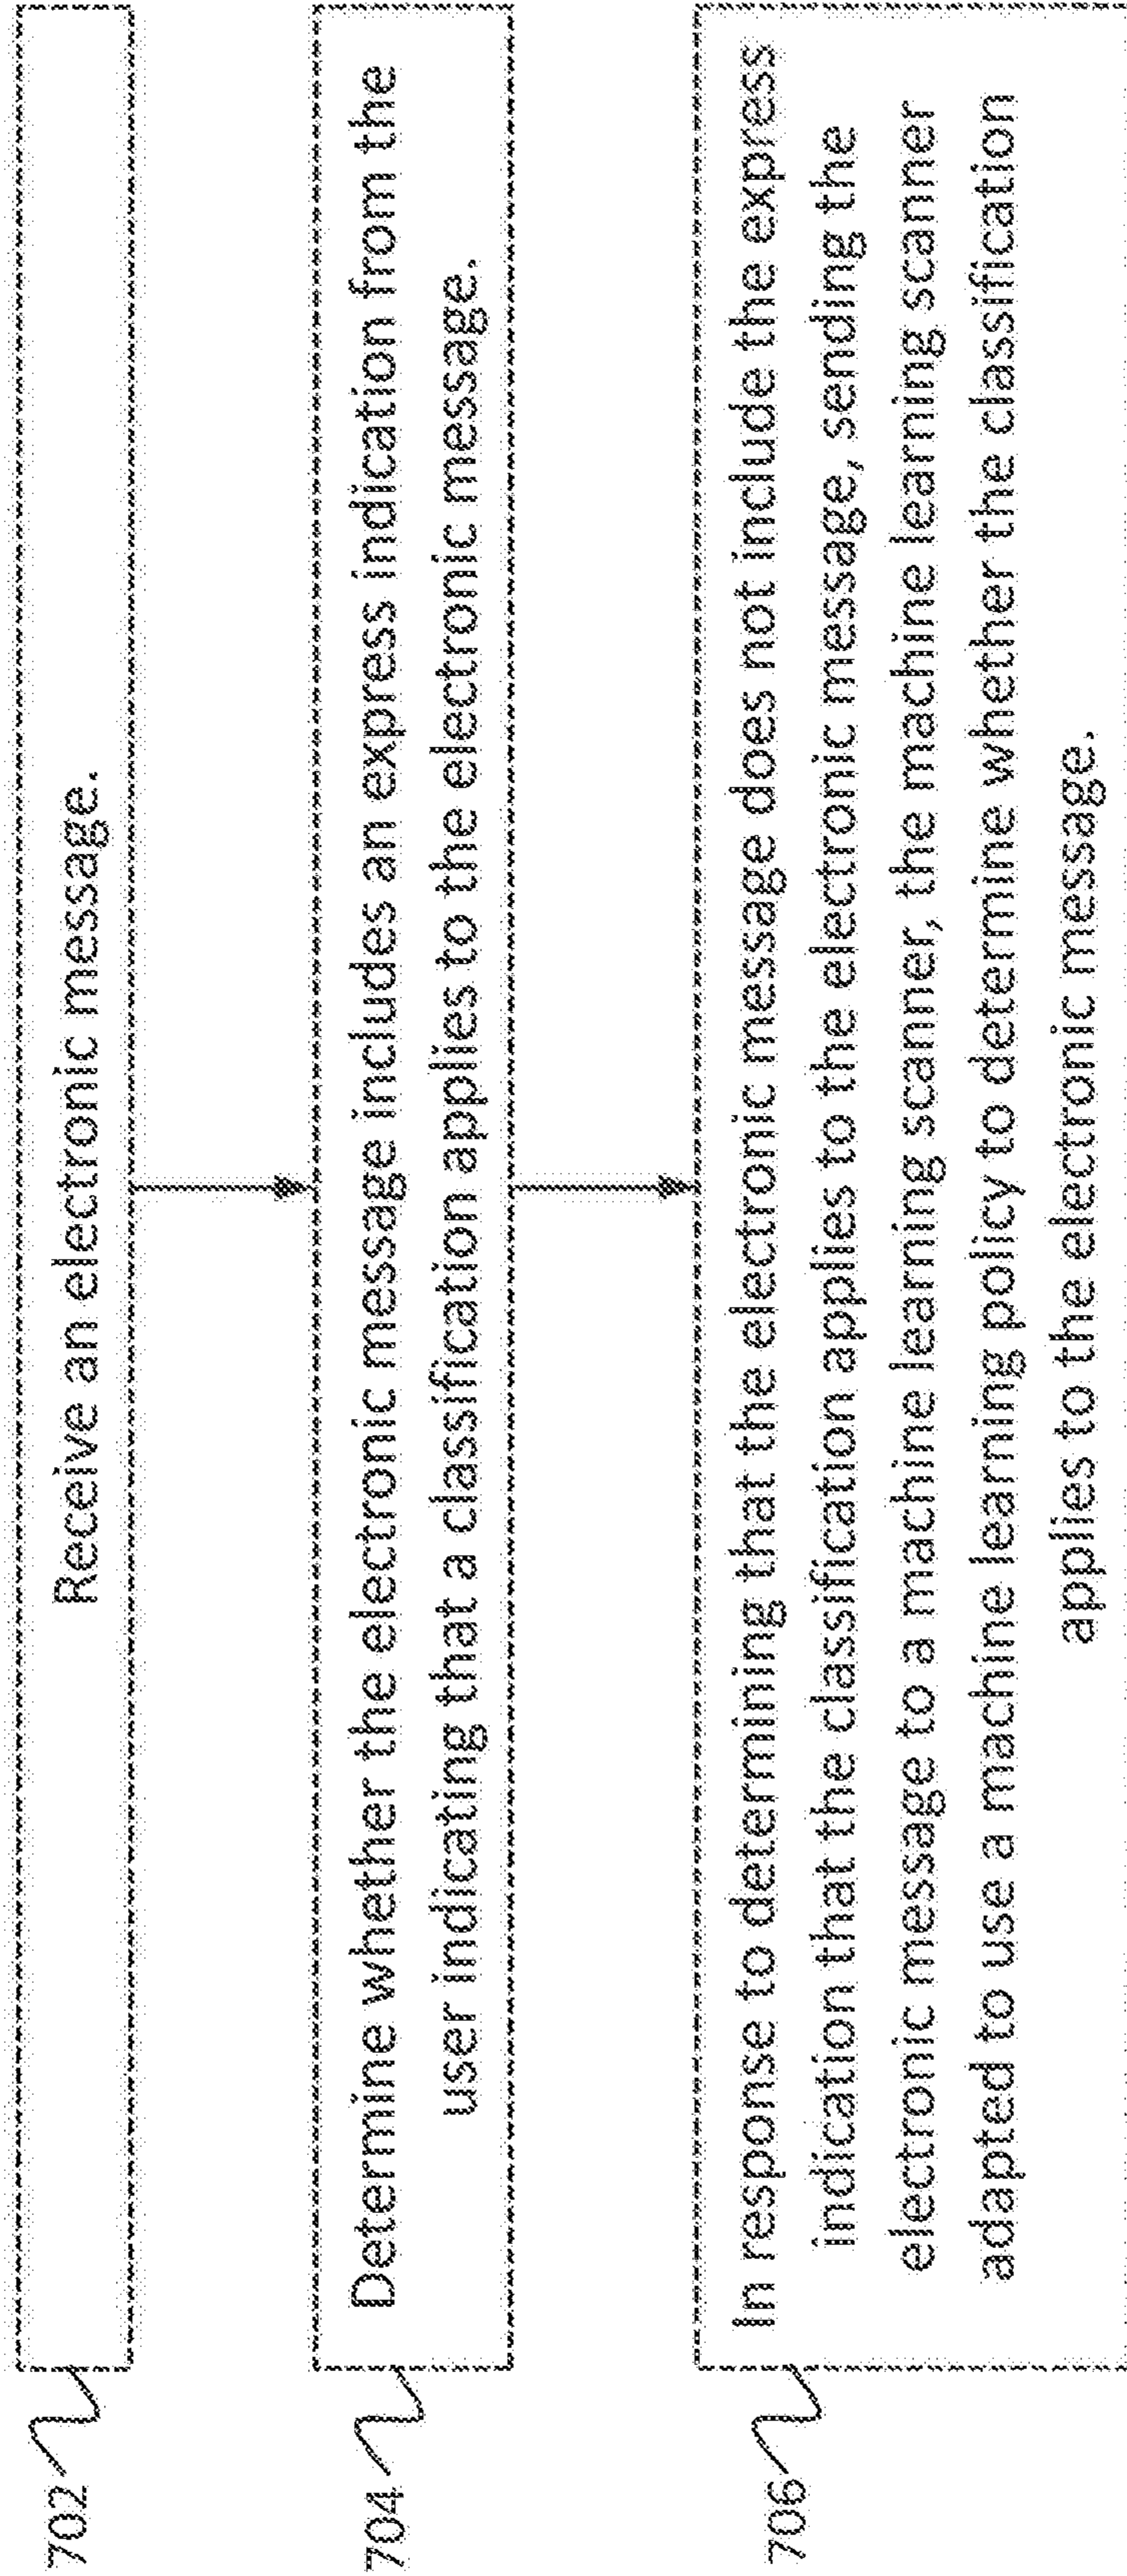 702
Receive an electronic message.
704
Determine whether the electronic message includes an express indication from the
user indicating that a classification applies to the electronic message.
706
In response to determining that the electronic message does not include the express
indication that the classification applies to the electronic message, sending the
electronic message to a machine learning scanner, the machine learning scanner
adapted to use a machine learning policy to determine whether the classification
applies to the electronic message.